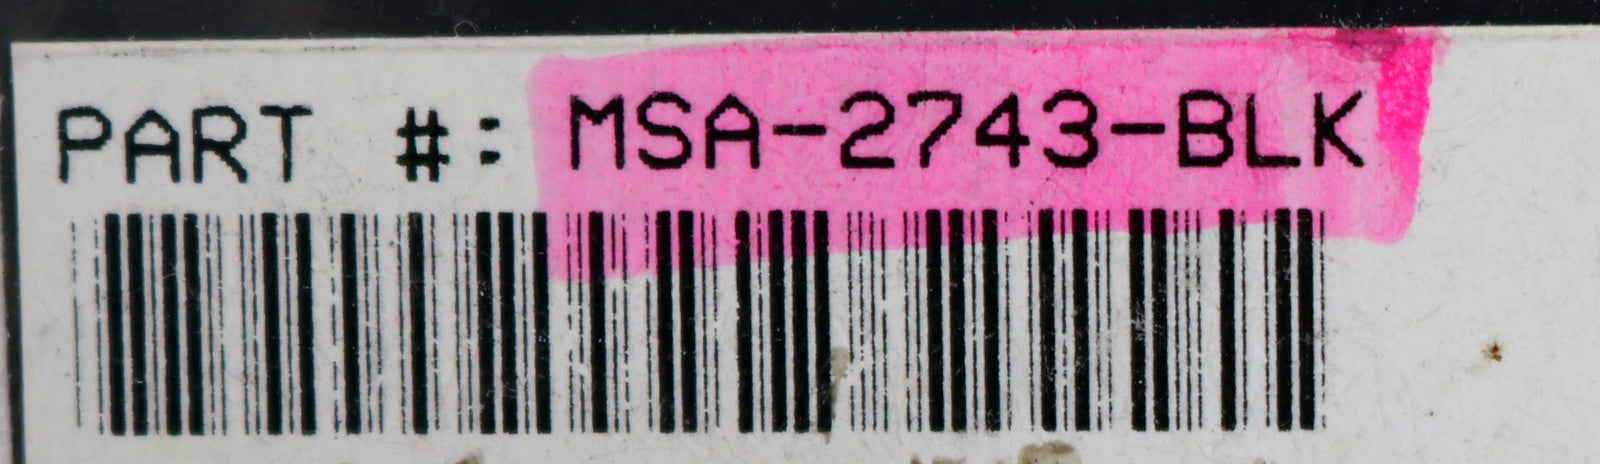 PART #: MSA-2743-BLK